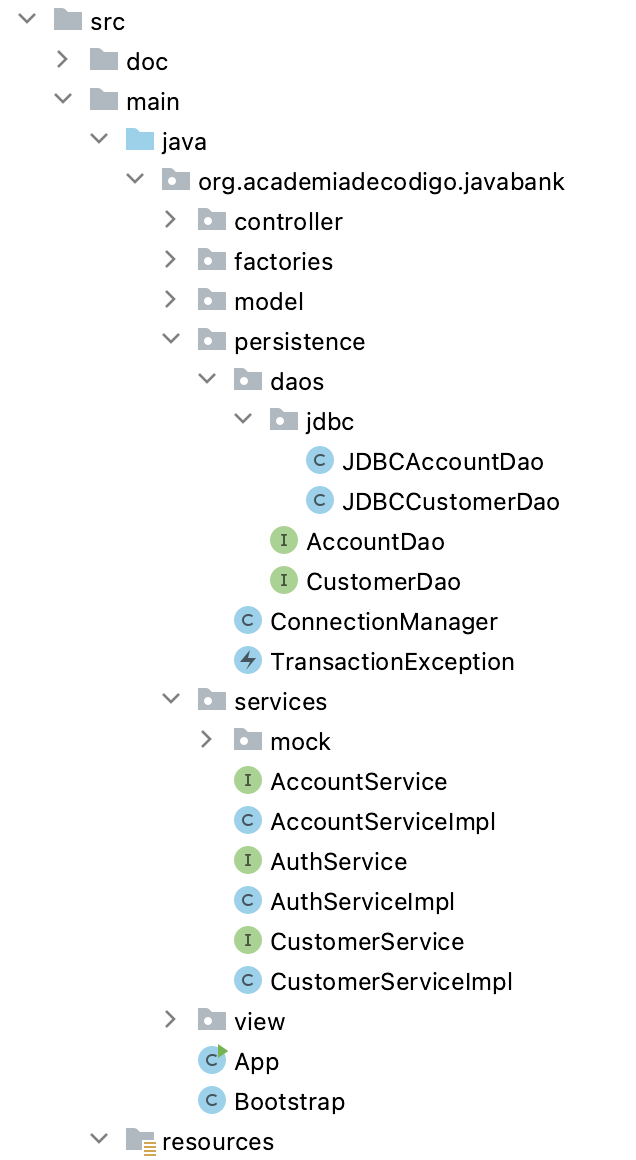 src
doc
main
java
org.academiadecodigo.javabank
controller
factories
model
persistence
daos
jdbc
C JDBCAccountDao
C JDBCCustomerDao
I AccountDao
I CustomerDao
C ConnectionManager
TransactionException
services
mock
I AccountService
C AccountServiceImpl
I AuthService
C AuthServiceImpl
I CustomerService
C CustomerServiceImpl
view
C App
C Bootstrap
resources